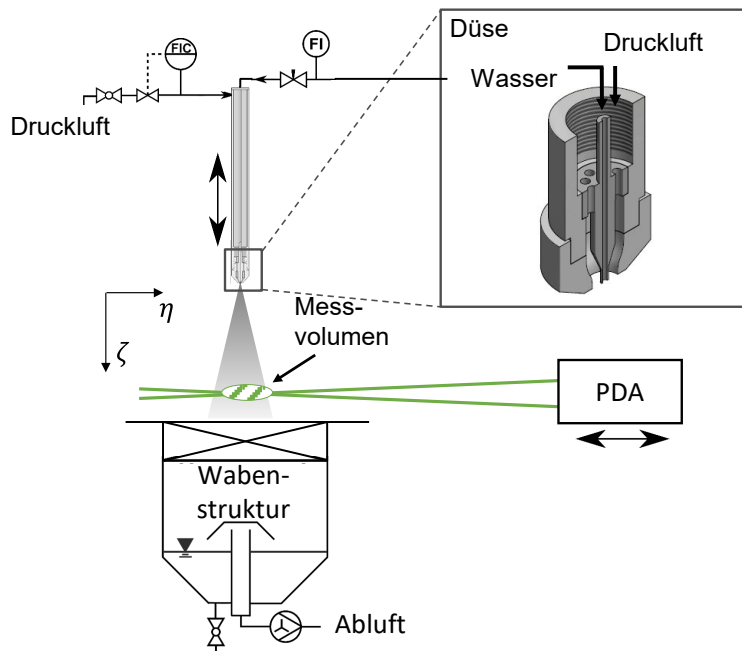 Düse
Druckluft
Wasser
FIC
FI
Druckluft
η
ζ
Mess-
volumen
PDA
Waben-
struktur
Abluft